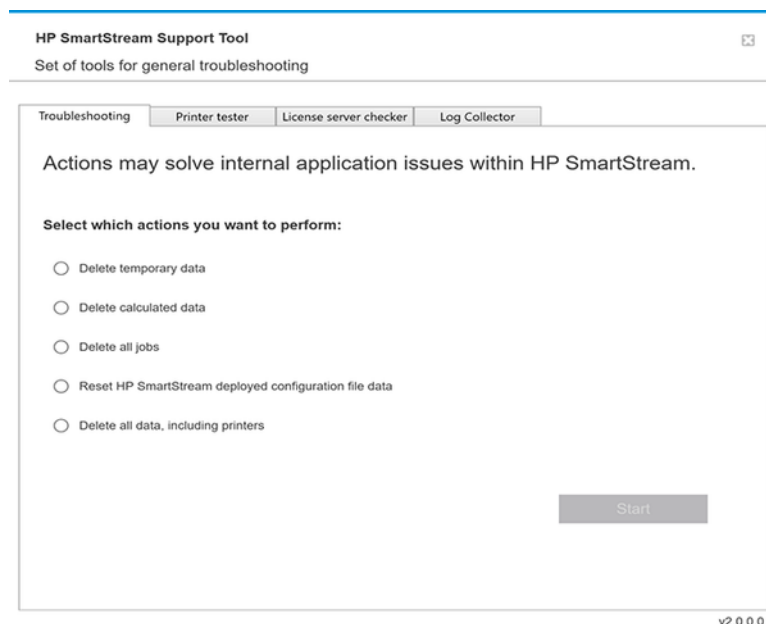 HP SmartStream Support Tool
Set of tools for general troubleshooting
Troubleshooting Printer tester License server checker Log Collector
Actions may solve internal application issues within HP SmartStream.
Select which actions you want to perform:
Delete temporary data
Delete calculated data
Delete all jobs
Reset HP SmartStream deployed configuration file data
Delete all data, including printers
Start
v2.0.0.0